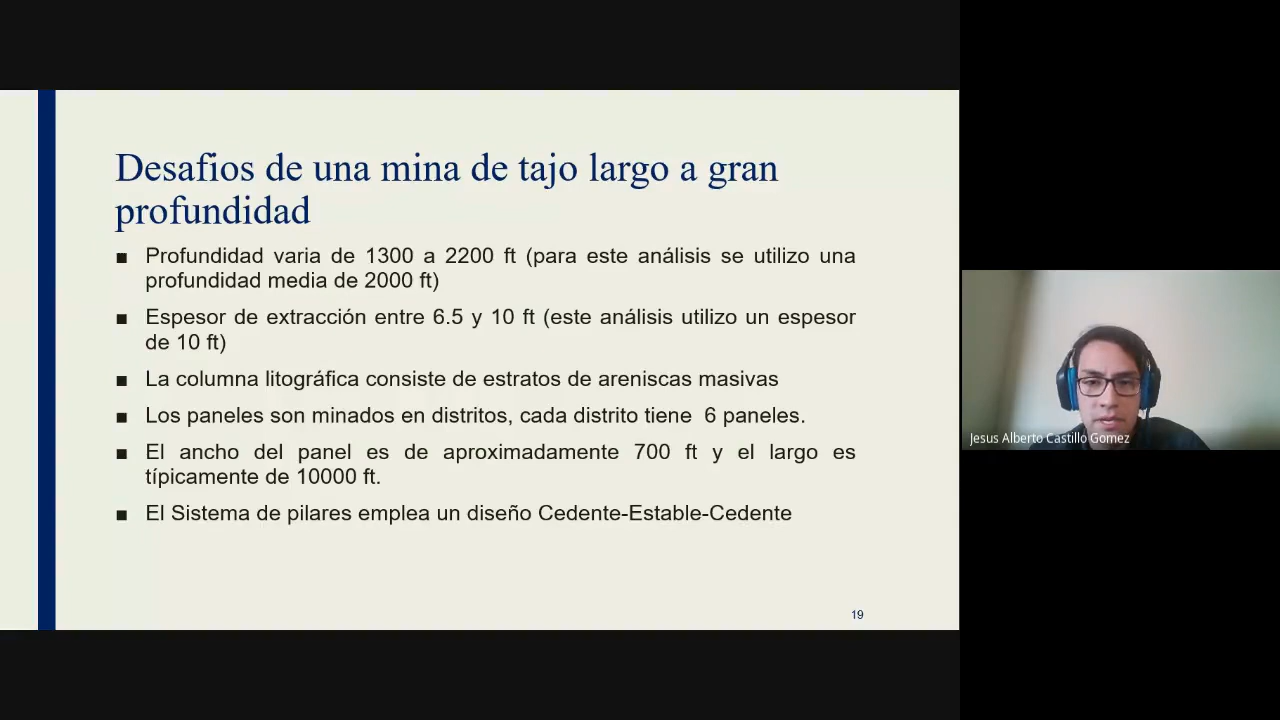 Desafios de una mina de tajo largo a gran
profundidad
■ Profundidad varia de 1300 a 2200 ft (para este análisis se utilizo una
profundidad media de 2000 ft)
■ Espesor de extracción entre 6.5 y 10 ft (este análisis utilizo un espesor
de 10 ft)
■ La columna litográfica consiste de estratos de areniscas masivas
■ Los paneles son minados en distritos, cada distrito tiene 6 paneles.
■ El ancho del panel es de aproximadamente 700 ft y el largo es
típicamente de 10000 ft.
■ El Sistema de pilares emplea un diseño Cedente-Estable-Cedente
19
Jesus Alberto Castillo Gomez